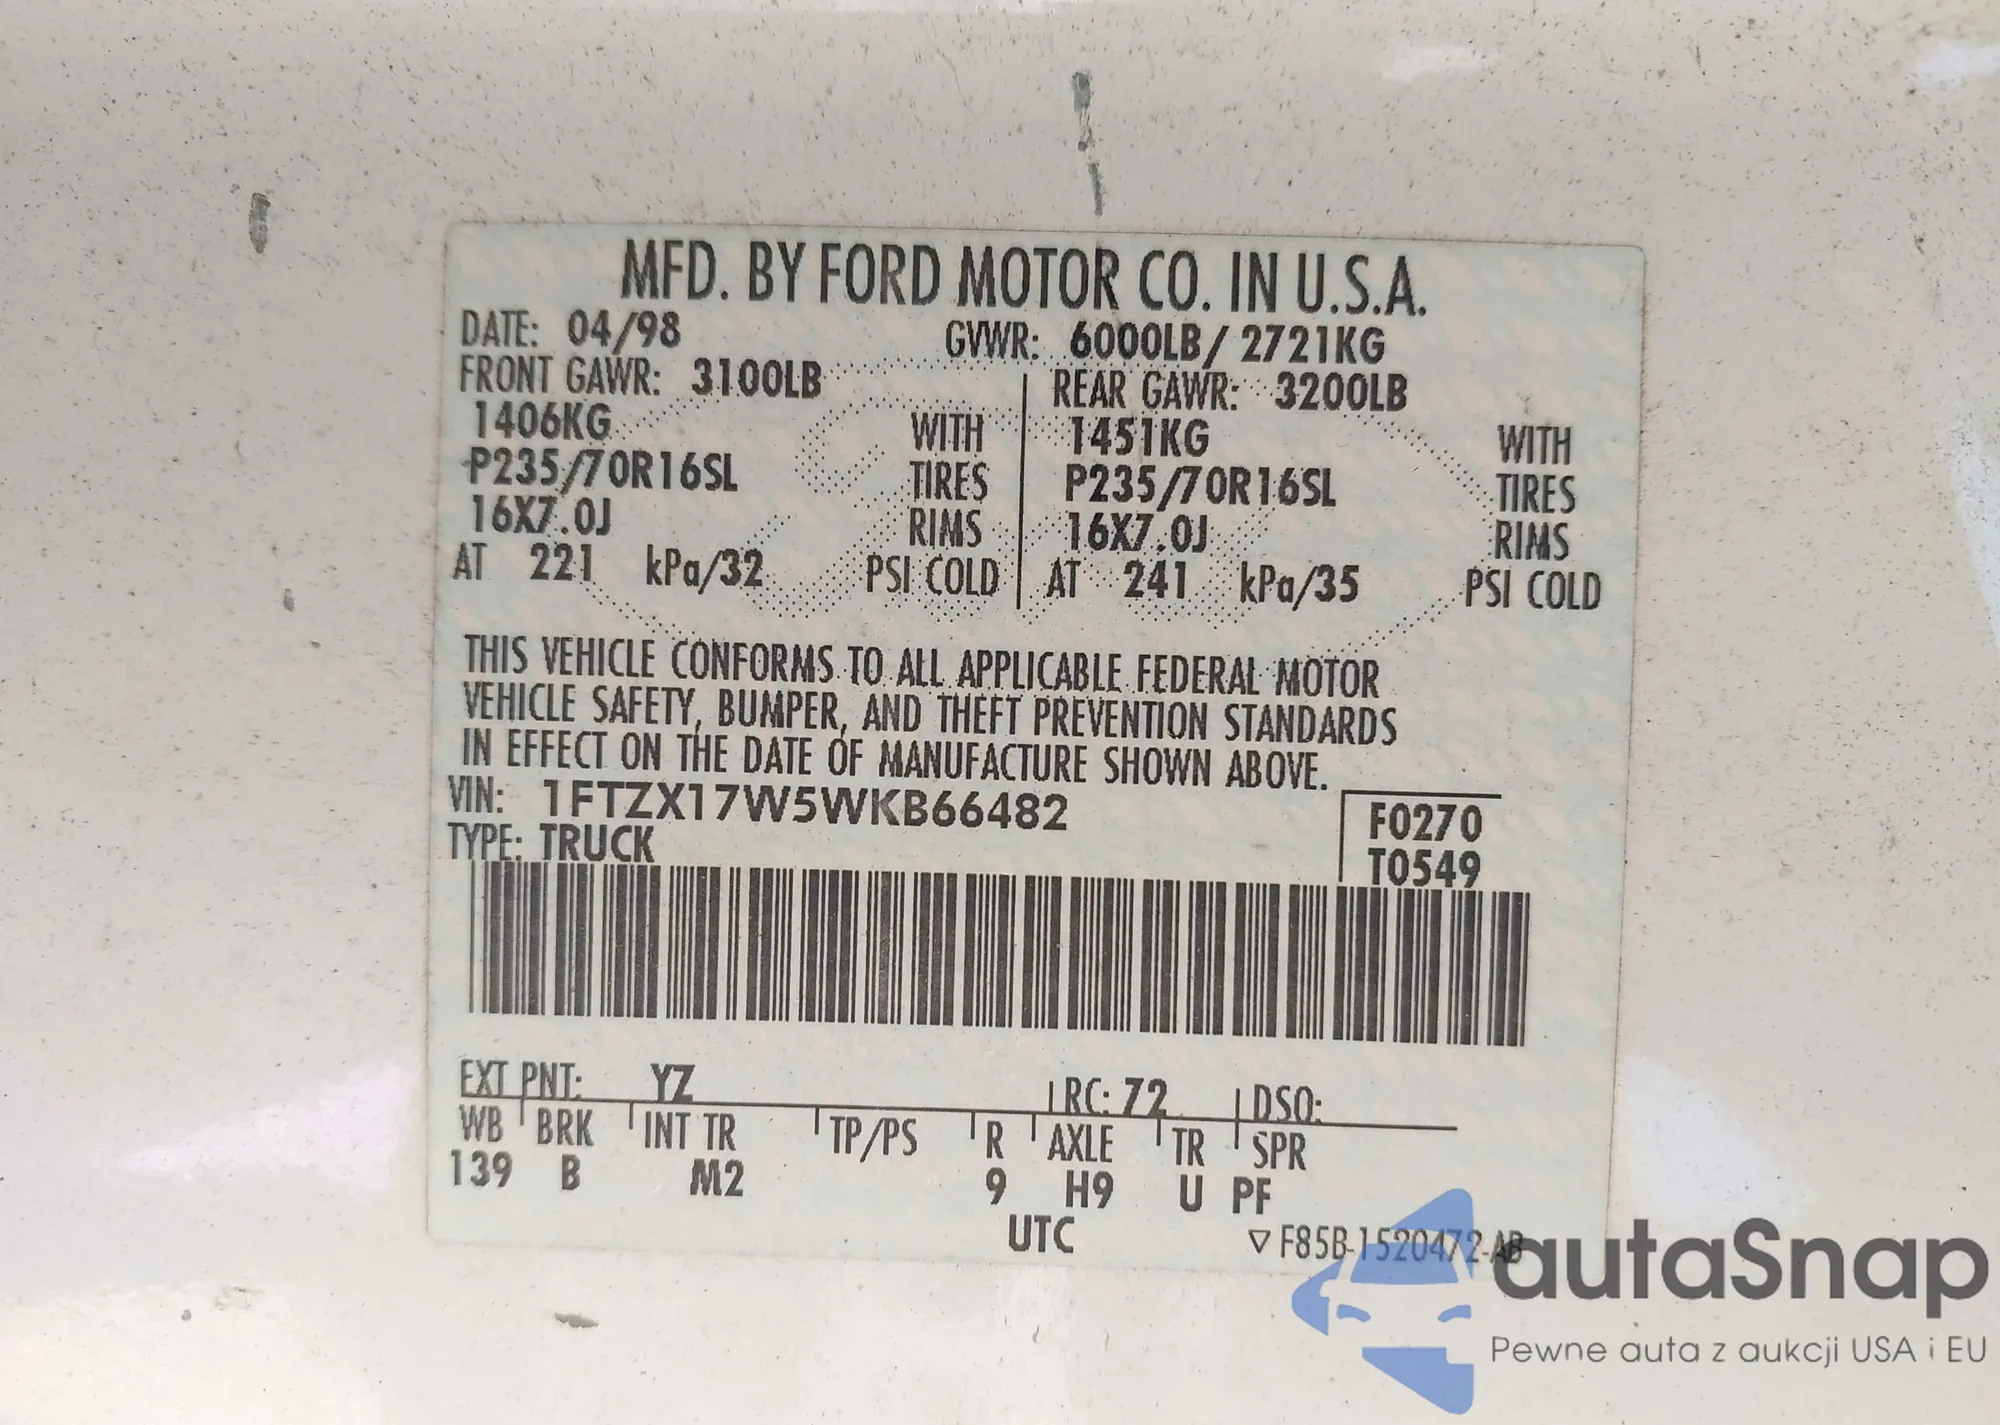 MFD. BY FORD MOTOR CO. IN U.S.A.
DATE: 04/98 GVWR: 6000LB/ 2721KG
FRONT GAWR: 3100LB REAR GAWR: 3200LB
1406KG WITH 1451KG WITH
P235/70R16SL TIRES P235/70R16SL TIRES
16X7.0J RIMS 16X7.0J RIMS
AT 221 kPa/32 PSI COLD AT 241 kPa/35 PSI COLD
THIS VEHICLE CONFORMS TO ALL APPLICABLE FEDERAL MOTOR
VEHICLE SAFETY, BUMPER, AND THEFT PREVENTION STANDARDS
IN EFFECT ON THE DATE OF MANUFACTURE SHOWN ABOVE.
VIN: 1FTZX17W5WKB66482 F0270
TYPE: TRUCK T0549
EXT PNT: YZ RC: 72 DSO:
WB BRK INT TR TP/PS R AXLE TR SPR
139 B M2 9 H9 U PF
UTC
▽ F85B-1520472-AB
autaSnap
Pewne auta z aukcji USA i EU